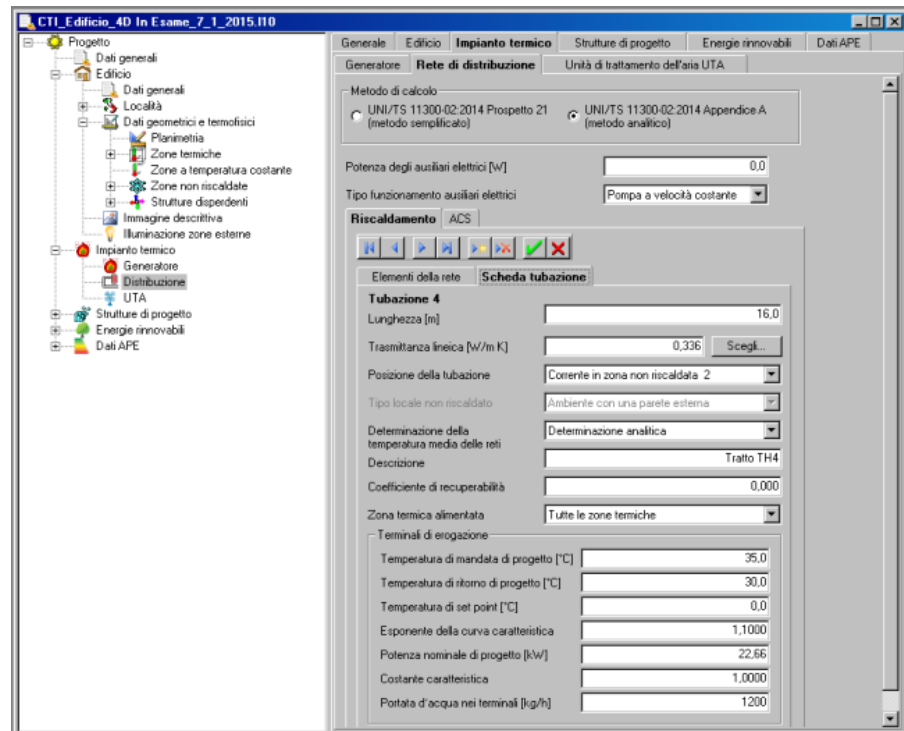 CTI_Edificio_4D In Esame_7_1_2015.I10
Progetto
Dati generali
Edificio
Dati generali
Località
Dati geometrici e termofisici
Planimetria
Zone termiche
Zone a temperatura costante
Zone non riscaldate
Strutture disperdenti
Immagine descrittiva
Illuminazione zone esterne
Impianto termico
Generatore
Distribuzione
UTA
Strutture di progetto
Energie rinnovabili
Dati APE
Generale Edificio Impianto termico Strutture di progetto Energie rinnovabili Dati APE
Generatore Rete di distribuzione Unità di trattamento dell'aria UTA
Metodo di calcolo
UNI/TS 11300-02:2014 Prospetto 21 UNI/TS 11300-02:2014 Appendice A
(metodo semplificato) (metodo analitico)
Potenza degli ausiliari elettrici [W] 0,0
Tipo funzionamento ausiliari elettrici Pompa a velocità costante
Riscaldamento ACS
Elementi della rete Scheda tubazione
Tubazione 4
Lunghezza [m] 16,0
Trasmittanza lineica [W/m K] 0,336 Scegli...
Posizione della tubazione Corrente in zona non riscaldata 2
Tipo locale non riscaldato Ambiente con una parete esterna
Determinazione della Determinazione analitica
temperatura media delle reti
Descrizione Tratto TH4
Coefficiente di recuperabilità 0,000
Zona termica alimentata Tutte le zone termiche
Terminali di erogazione
Temperatura di mandata di progetto [°C] 35,0
Temperatura di ritorno di progetto [°C] 30,0
Temperatura di set point [°C] 0,0
Esponente della curva caratteristica 1,1000
Potenza nominale di progetto [kW] 22,66
Costante caratteristica 1,0000
Portata d'acqua nei terminali [kg/h] 1200